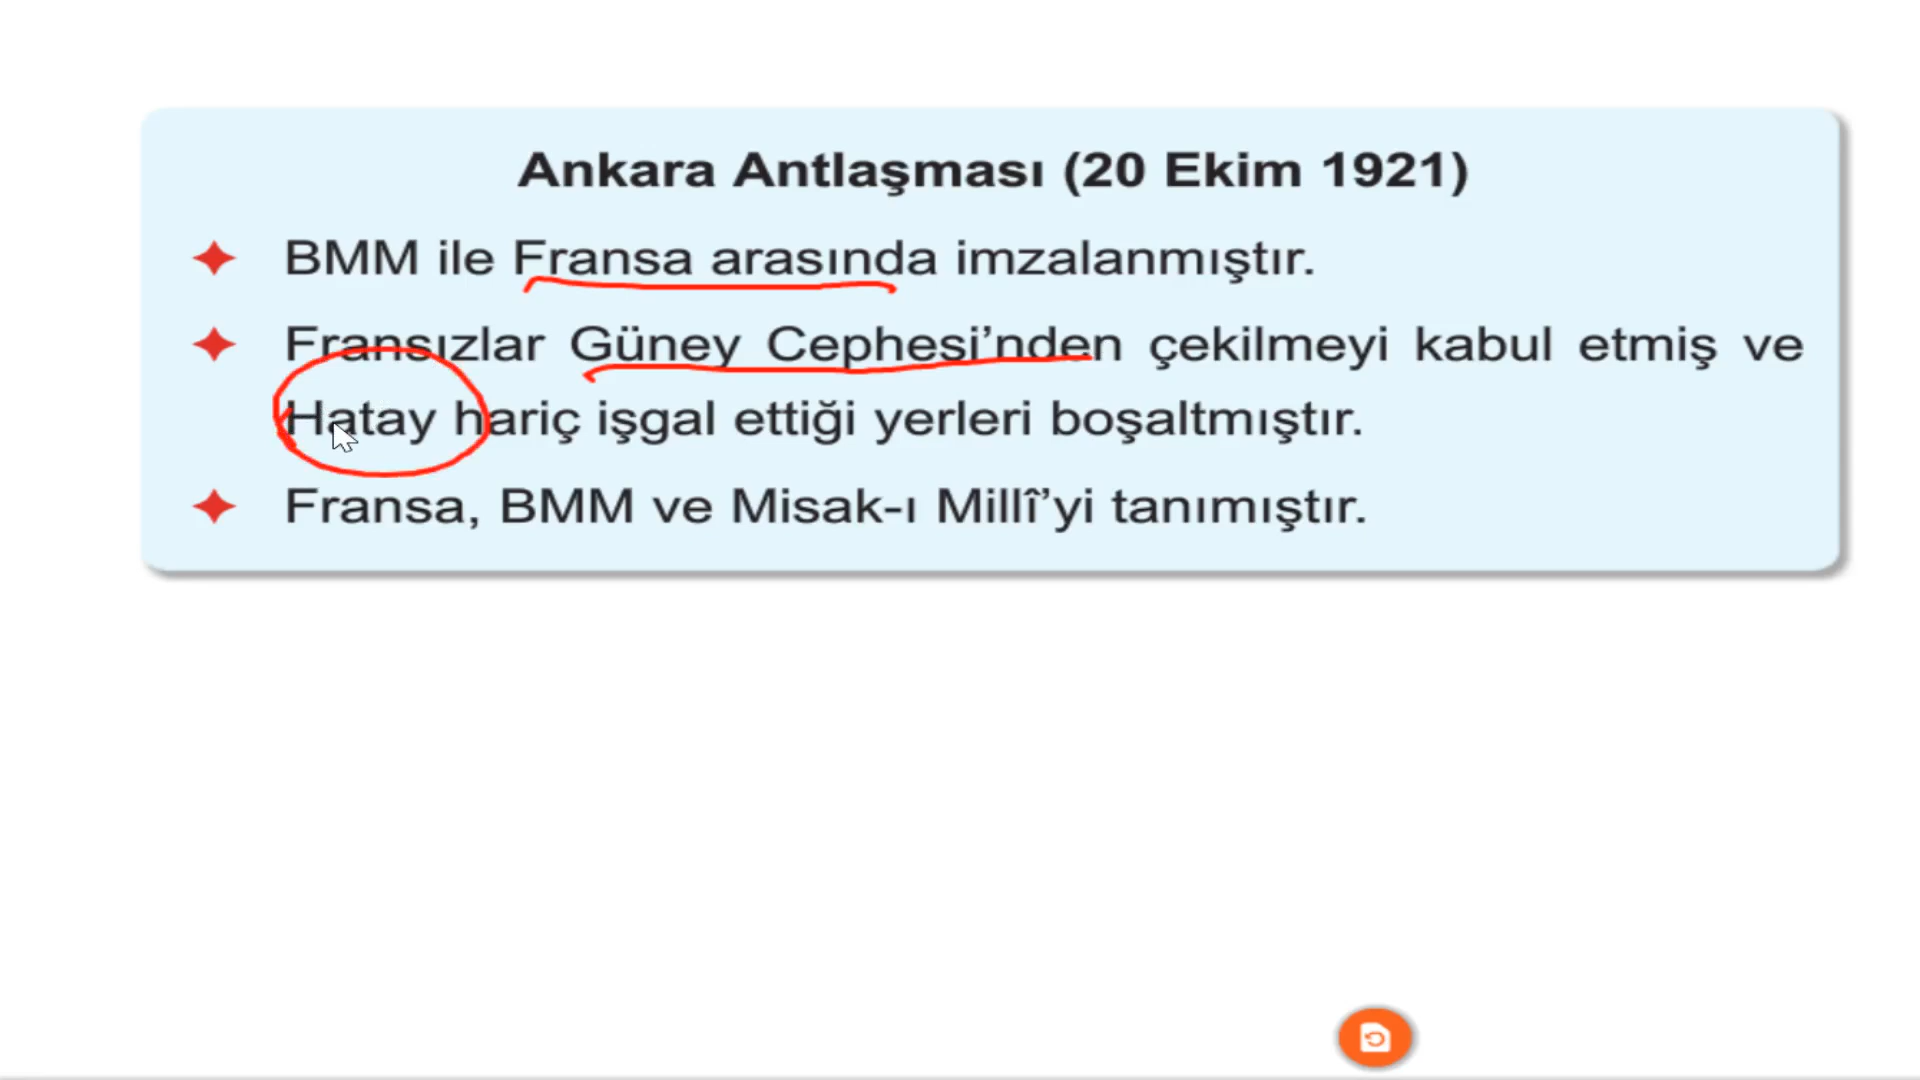 Ankara Antlaşması (20 Ekim 1921)
BMM ile Fransa arasında imzalanmıştır.
Fransızlar Güney Cephesi’nden çekilmeyi kabul etmiş ve
Hatay hariç işgal ettiği yerleri boşaltmıştır.
Fransa, BMM ve Misak-ı Millî’yi tanımıştır.